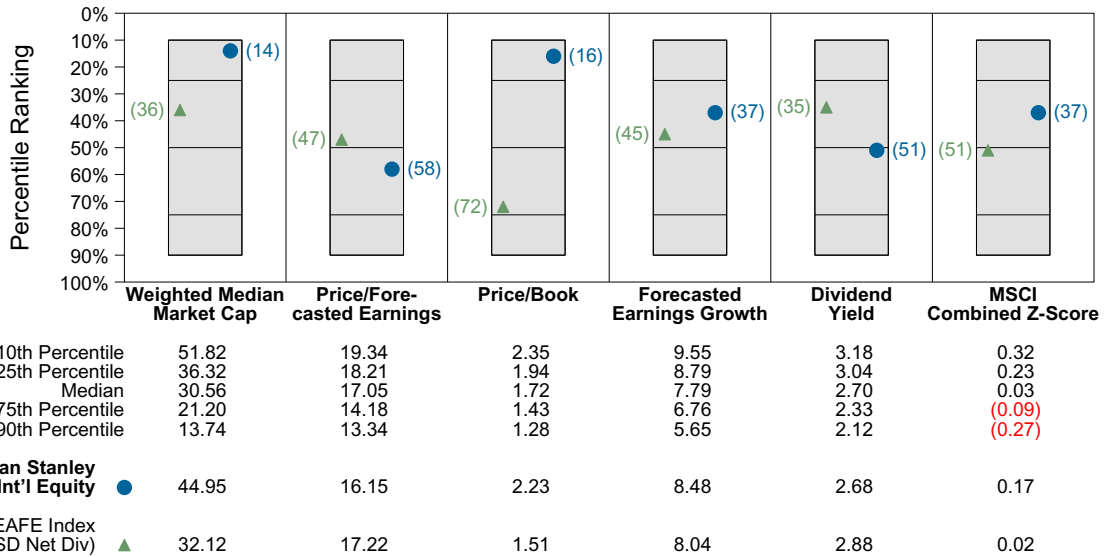 0%
10%
20%
30%
40%
50%
60%
70%
80%
90%
100%
Percentile Ranking
(14)
(36)
(47)
(58)
(16)
(72)
(37)
(45)
(35)
(51)
(37)
(51)
Weighted Median Market Cap
Price/Fore-casted Earnings
Price/Book
Forecasted Earnings Growth
Dividend Yield
MSCI Combined Z-Score
10th Percentile 51.82 19.34 2.35 9.55 3.18 0.32
25th Percentile 36.32 18.21 1.94 8.79 3.04 0.23
Median 30.56 17.05 1.72 7.79 2.70 0.03
75th Percentile 21.20 14.18 1.43 6.76 2.33 (0.09)
90th Percentile 13.74 13.34 1.28 5.65 2.12 (0.27)
an Stanley
Int'l Equity 44.95 16.15 2.23 8.48 2.68 0.17
EAFE Index
SD Net Div) 32.12 17.22 1.51 8.04 2.88 0.02